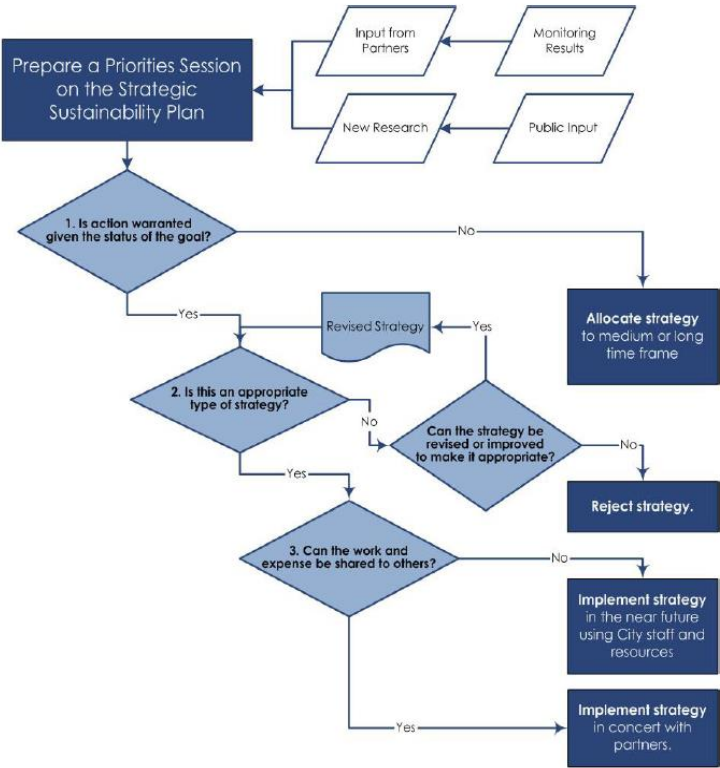 Prepare a Priorities Session
on the Strategic
Sustainability Plan
Input from
Partners
Monitoring
Results
New Research
Public Input
1. Is action warranted
given the status of the goal?
No
Allocate strategy
to medium or long
time frame
Yes
Revised Strategy
Yes
2. Is this an appropriate
type of strategy?
No
Can the strategy be
revised or improved
to make it appropriate?
No
Reject strategy.
Yes
3. Can the work and
expense be shared to others?
No
Implement strategy
in the near future
using City staff and
resources
Yes
Implement strategy
in concert with
partners.